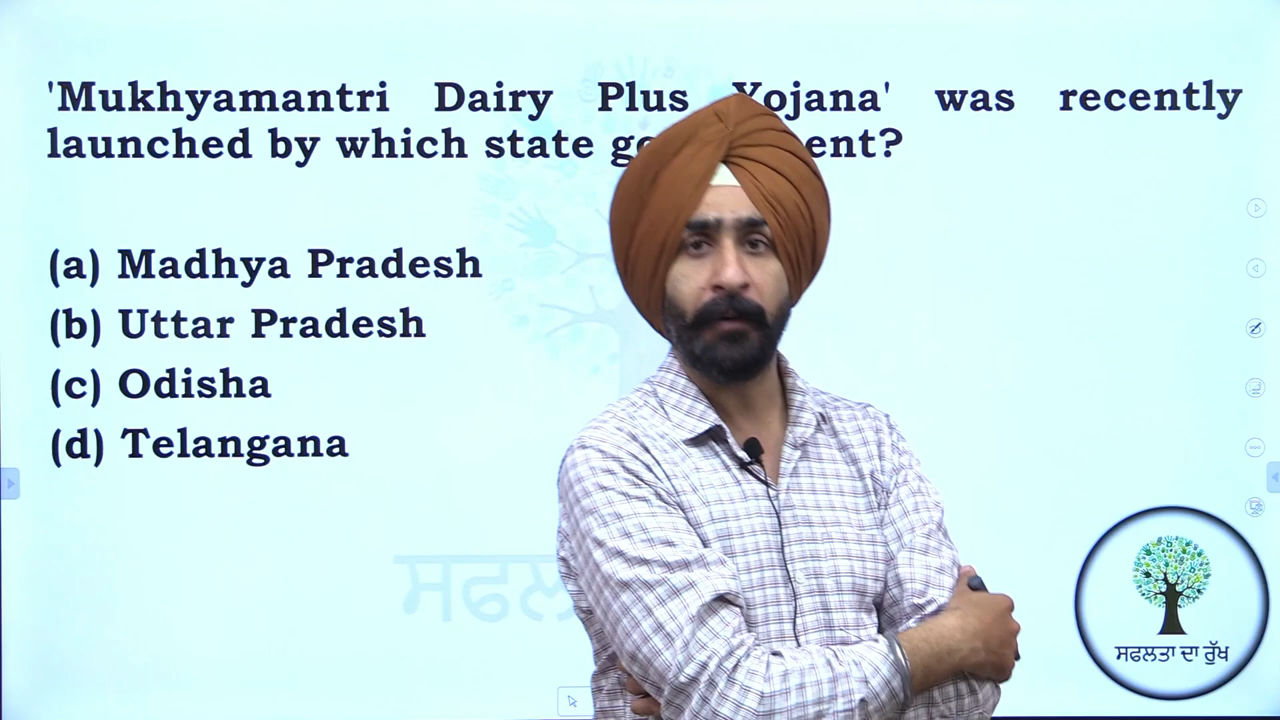 'Mukhyamantri Dairy Plus Yojana' was recently
launched by which state
(a) Madhya Pradesh
(b) Uttar Pradesh
(c) Odisha
(d) Telangana
ਸਫਲਤਾ ਦਾ ਰੁੱਖ